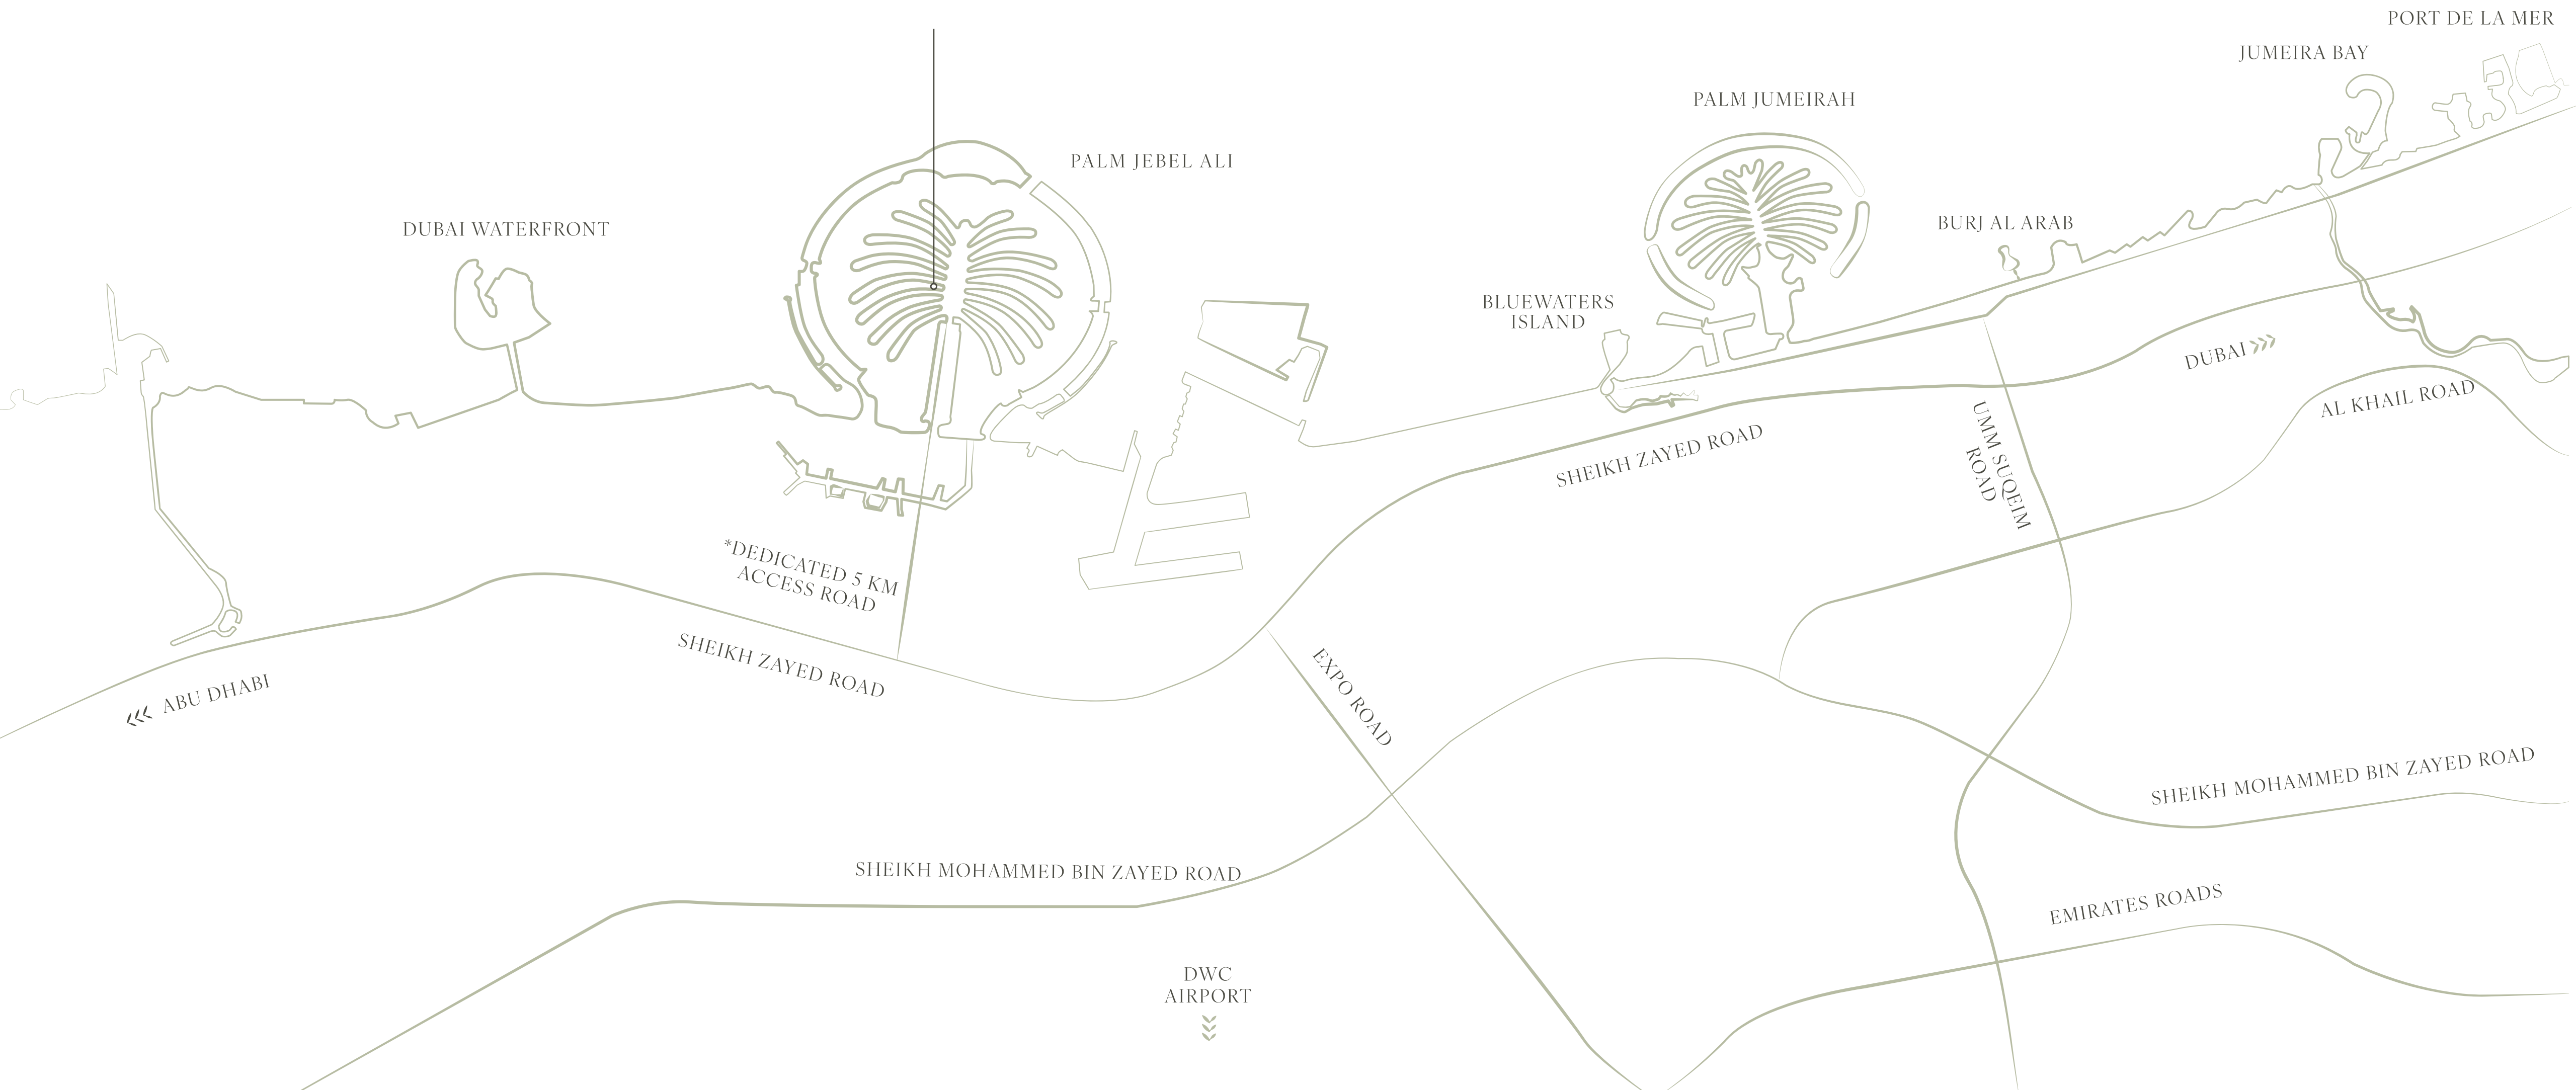 PORT DE LA MER
JUMEIRA BAY
PALM JUMEIRAH
PALM JEBEL ALI
BURJ AL ARAB
DUBAI WATERFRONT
BLUEWATERS
ISLAND
DUBAI
AL KHAIL ROAD
SHEIKH ZAYED ROAD
UMM SUQEIM
ROAD
*DEDICATED 5 KM
ACCESS ROAD
SHEIKH ZAYED ROAD
ABU DHABI
EXPO ROAD
SHEIKH MOHAMMED BIN ZAYED ROAD
SHEIKH MOHAMMED BIN ZAYED ROAD
EMIRATES ROADS
DWC
AIRPORT